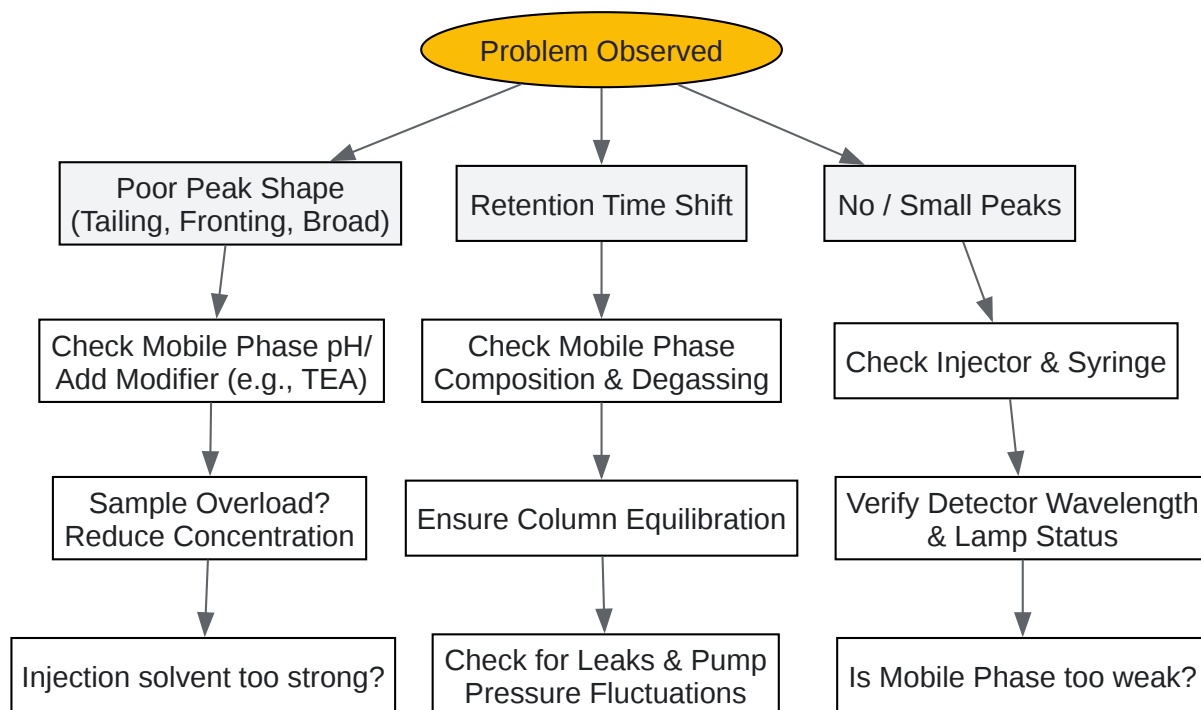 Problem Observed
Poor Peak Shape
(Tailing, Fronting, Broad)
Retention Time Shift
No / Small Peaks
Check Mobile Phase pH/
Add Modifier (e.g., TEA)
Check Mobile Phase
Composition & Degassing
Check Injector & Syringe
Sample Overload?
Reduce Concentration
Ensure Column Equilibration
Verify Detector Wavelength
& Lamp Status
Injection solvent too strong?
Check for Leaks & Pump
Pressure Fluctuations
Is Mobile Phase too weak?